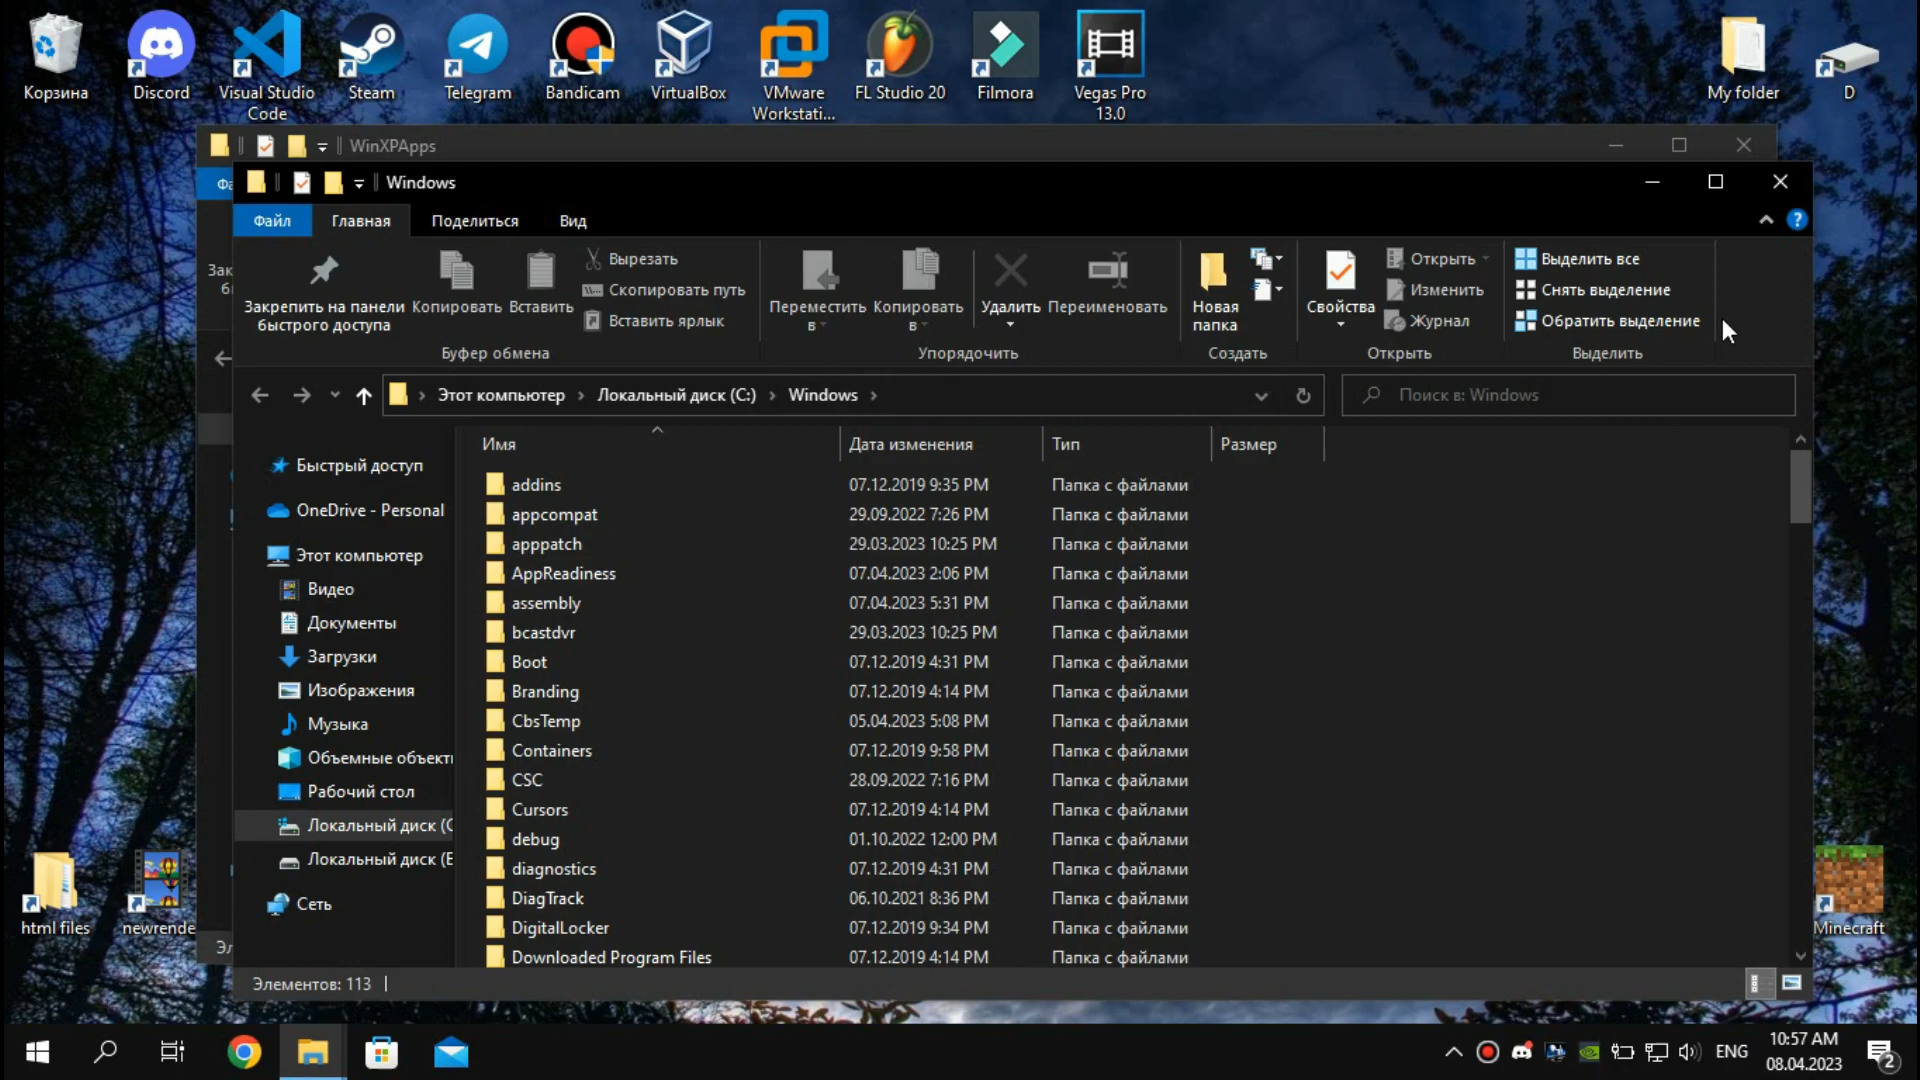 Корзина
Discord
Visual Studio
Code
Steam
Telegram
Bandicam
VirtualBox
VMware
Workstati...
FL Studio 20
Filmora
Vegas Pro
13.0
My folder
D
WinXPApps
Windows
Файл
Главная
Поделиться
Вид
Закрепить на панели
быстрого доступа
Копировать
Вставить
Вырезать
Скопировать путь
Вставить ярлык
Буфер обмена
Переместить
в
Копировать
в
Удалить
Переименовать
Упорядочить
Новая
папка
Создать
Свойства
Открыть
Изменить
Журнал
Открыть
Выделить все
Снять выделение
Обратить выделение
Выделить
Этот компьютер
Локальный диск (C:)
Windows
Поиск в: Windows
Быстрый доступ
OneDrive - Personal
Этот компьютер
Видео
Документы
Загрузки
Изображения
Музыка
Объемные объект
Рабочий стол
Локальный диск (C
Локальный диск (E
Сеть
Имя Дата изменения Тип Размер
addins 07.12.2019 9:35 PM Папка с файлами
appcompat 29.09.2022 7:26 PM Папка с файлами
apppatch 29.03.2023 10:25 PM Папка с файлами
AppReadiness 07.04.2023 2:06 PM Папка с файлами
assembly 07.04.2023 5:31 PM Папка с файлами
bcastdvr 29.03.2023 10:25 PM Папка с файлами
Boot 07.12.2019 4:31 PM Папка с файлами
Branding 07.12.2019 4:14 PM Папка с файлами
CbsTemp 05.04.2023 5:08 PM Папка с файлами
Containers 07.12.2019 9:58 PM Папка с файлами
CSC 28.09.2022 7:16 PM Папка с файлами
Cursors 07.12.2019 4:14 PM Папка с файлами
debug 01.10.2022 12:00 PM Папка с файлами
diagnostics 07.12.2019 4:31 PM Папка с файлами
DiagTrack 06.10.2021 8:36 PM Папка с файлами
DigitalLocker 07.12.2019 9:34 PM Папка с файлами
Downloaded Program Files 07.12.2019 4:14 PM Папка с файлами
Элементов: 113
html files
newrende
Minecraft
ENG
10:57 AM
08.04.2023
2